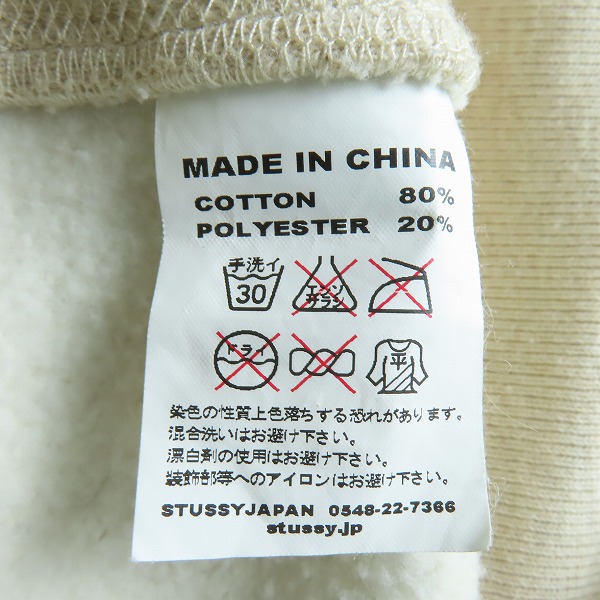 MADE IN CHINA
COTTON 80%
POLYESTER 20%
手洗イ
30
エンソ
サラシ
ドライ
平
染色の性質上色落ちする恐れがあります。
混合洗いはお避け下さい。
漂白剤の使用はお避け下さい。
装飾部等へのアイロンはお避け下さい。
STUSSYJAPAN 0548-22-7366
stussy.jp